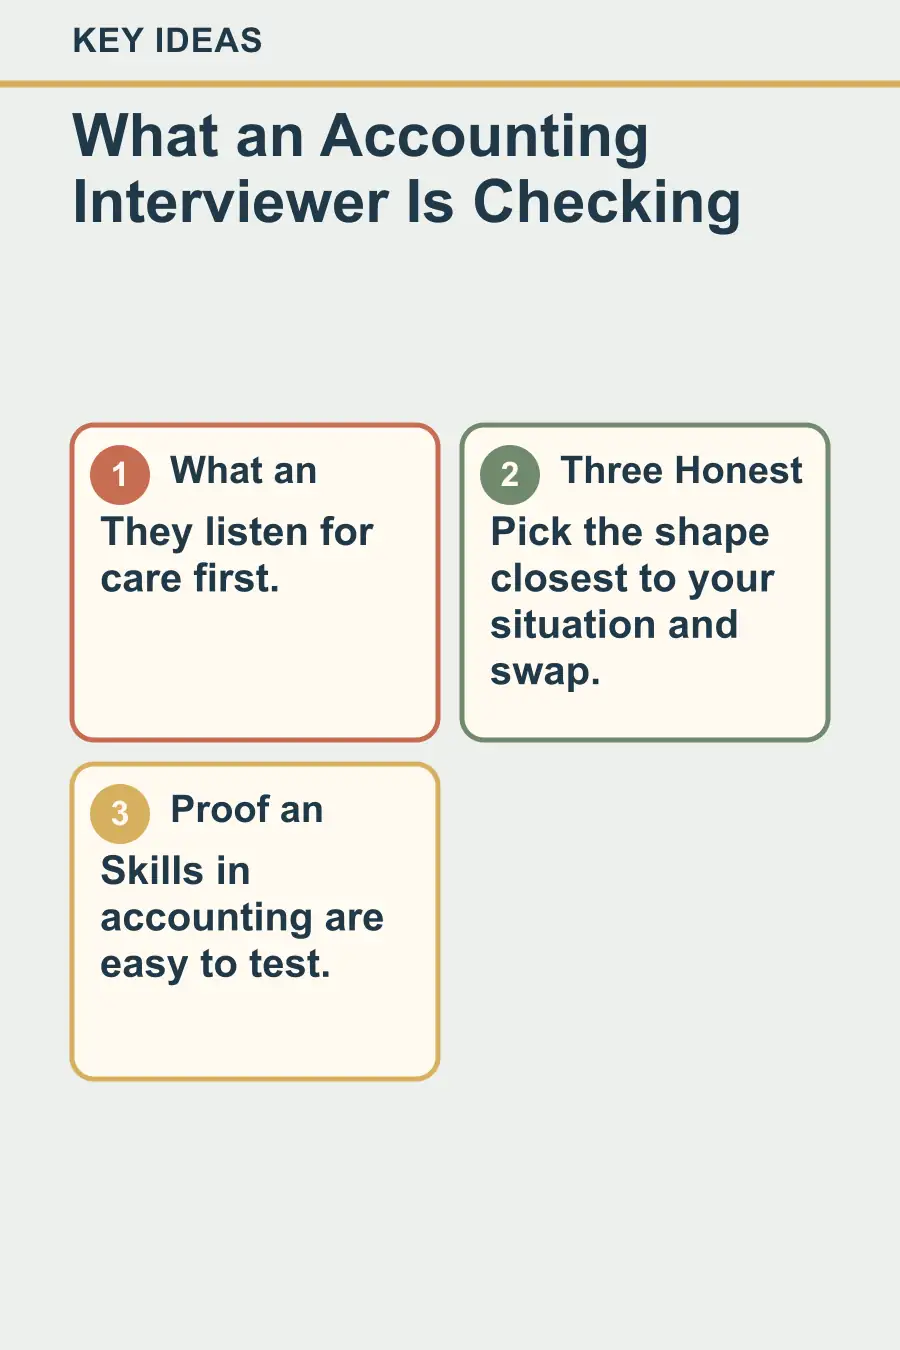 KEY IDEAS
What an Accounting
Interviewer Is Checking
1 What an
They listen for
care first.
2 Three Honest
Pick the shape
closest to your
situation and
swap.
3 Proof an
Skills in
accounting are
easy to test.